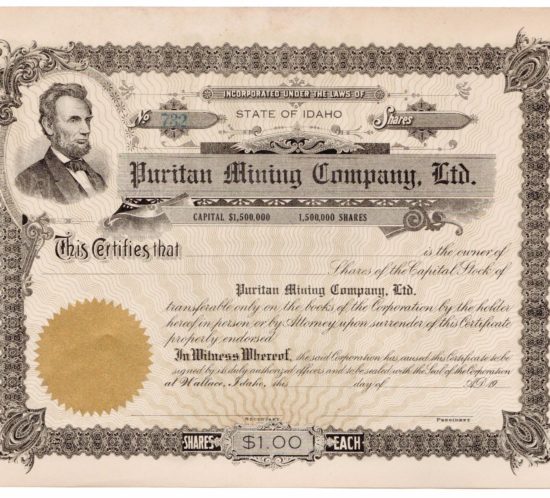 INCORPORATED UNDER THE LAWS OF
STATE OF IDAHO
No 732 Shares
Puritan Mining Company, Ltd.
CAPITAL $1,500,000 1,500,000 SHARES
This Certifies that is the owner of
Shares of the Capital Stock of
Puritan Mining Company, Ltd.
transferable only on the books of the Corporation by the holder
hereof in person or by Attorney upon surrender of this Certificate
properly endorsed
In Witness Whereof, the said Corporation has caused this Certificate to be
signed by its duly authorized officers and to be sealed with the Seal of the Corporation
at Wallace, Idaho, this day of A.D. 19
SECRETARY PRESIDENT
SHARES $1.00 EACH